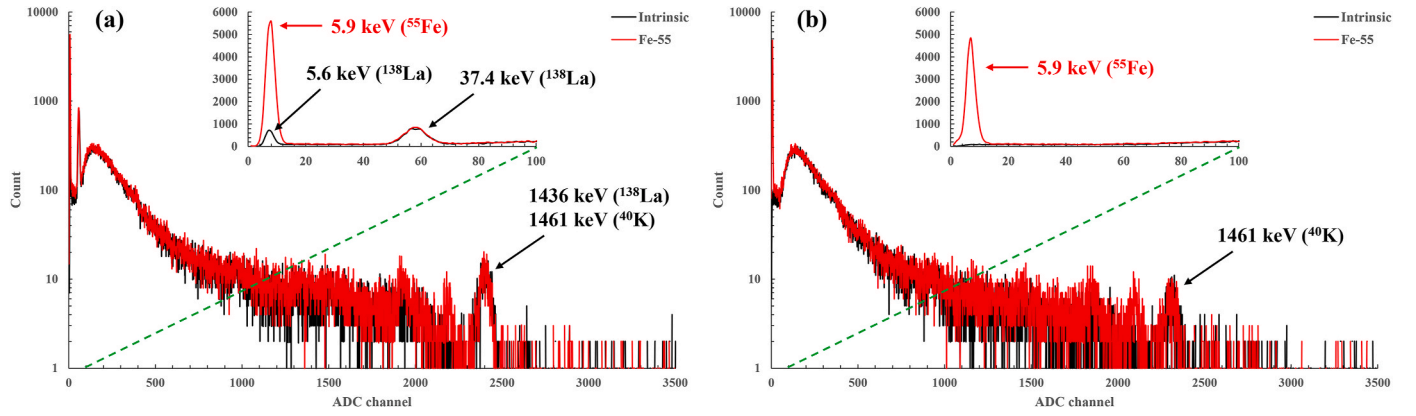 (a)
6000
5000
4000
3000
2000
1000
0
0 20 40 60 80 100
5.9 keV (⁵⁵Fe)
5.6 keV (¹³⁸La)
37.4 keV (¹³⁸La)
Intrinsic
Fe-55
1436 keV (¹³⁸La)
1461 keV (⁴⁰K)
10000
1000
100
10
1
Count
0 500 1000 1500 2000 2500 3000 3500
ADC channel
(b)
6000
5000
4000
3000
2000
1000
0
0 20 40 60 80 100
5.9 keV (⁵⁵Fe)
Intrinsic
Fe-55
1461 keV (⁴⁰K)
10000
1000
100
10
1
Count
0 500 1000 1500 2000 2500 3000 3500
ADC channel